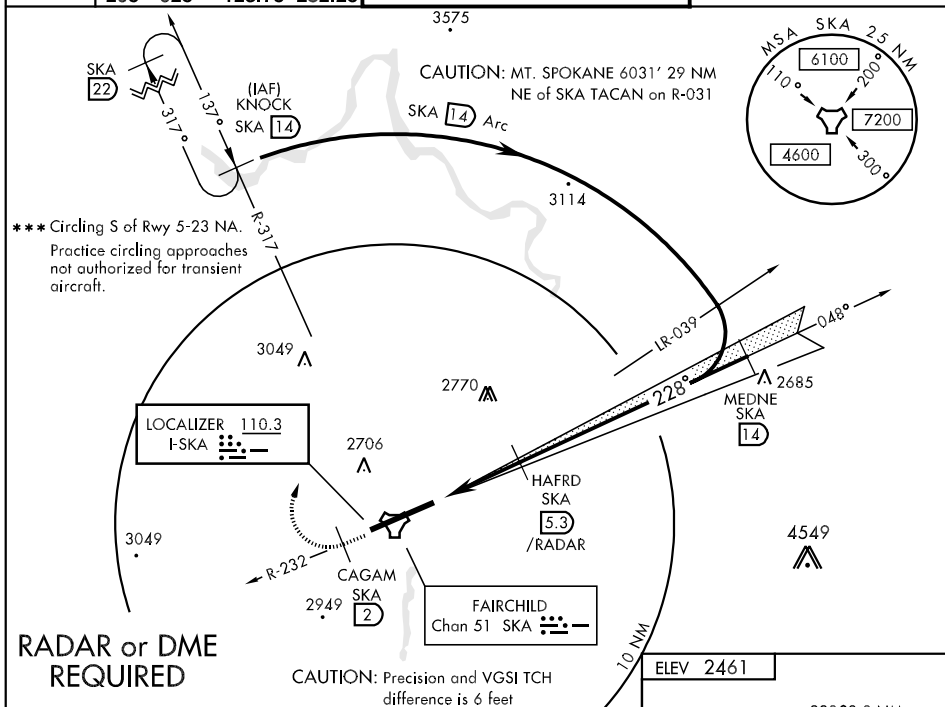 3575
SKA
22
(IAF)
KNOCK
SKA 14
137°
317°
CAUTION: MT. SPOKANE 6031' 29 NM
NE of SKA TACAN on R-031
SKA 14 Arc
MSA SKA 25 NM
6100
110°
200°
7200
4600
300°
3114
*** Circling S of Rwy 5-23 NA.
Practice circling approaches
not authorized for transient
aircraft.
R-317
LR-039
048°
3049
2770
228°
2685
MEDNE
SKA
14
LOCALIZER 110.3
I-SKA
2706
HAFRD
SKA
5.3
/RADAR
3049
4549
R-232
CAGAM
SKA
2
2949
FAIRCHILD
Chan 51 SKA
10 NM
RADAR or DME
REQUIRED
CAUTION: Precision and VGSI TCH
difference is 6 feet
ELEV 2461